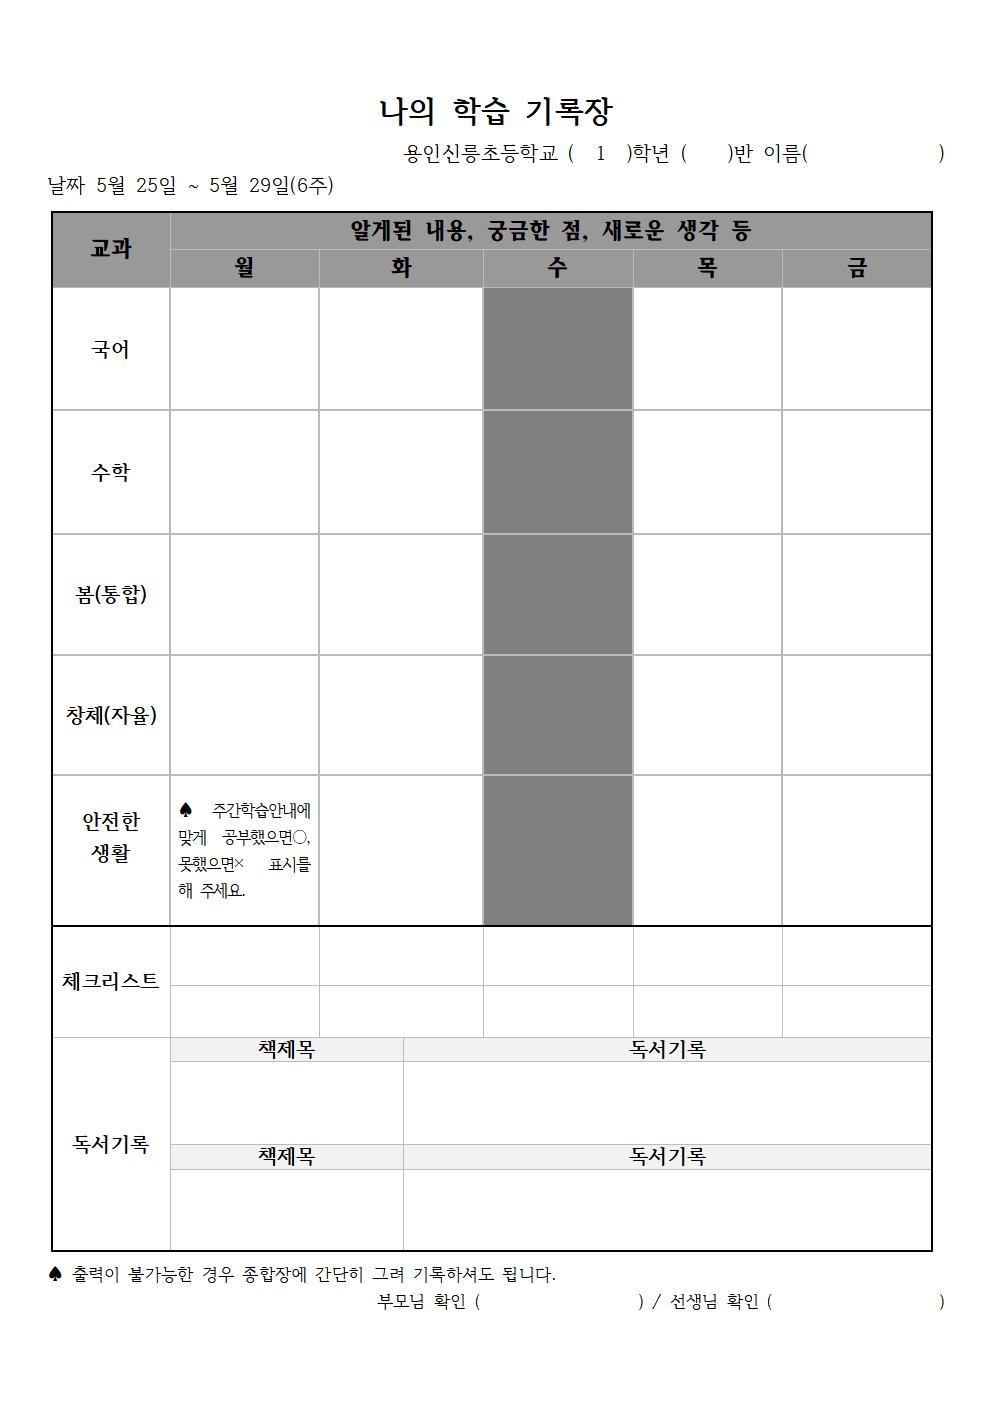 나의 학습 기록장
용인신릉초등학교 ( 1 )학년 ( )반 이름( )
날짜 5월 25일 ~ 5월 29일(6주)
교과
알게된 내용, 궁금한 점, 새로운 생각 등
월 화 수 목 금
국어
수학
봄(통합)
창체(자율)
안전한
생활
♠ 주간학습안내에
맞게 공부했으면○,
못했으면× 표시를
해 주세요.
체크리스트
독서기록
책제목 독서기록
책제목 독서기록
♠ 출력이 불가능한 경우 종합장에 간단히 그려 기록하셔도 됩니다.
부모님 확인 ( ) / 선생님 확인 ( )